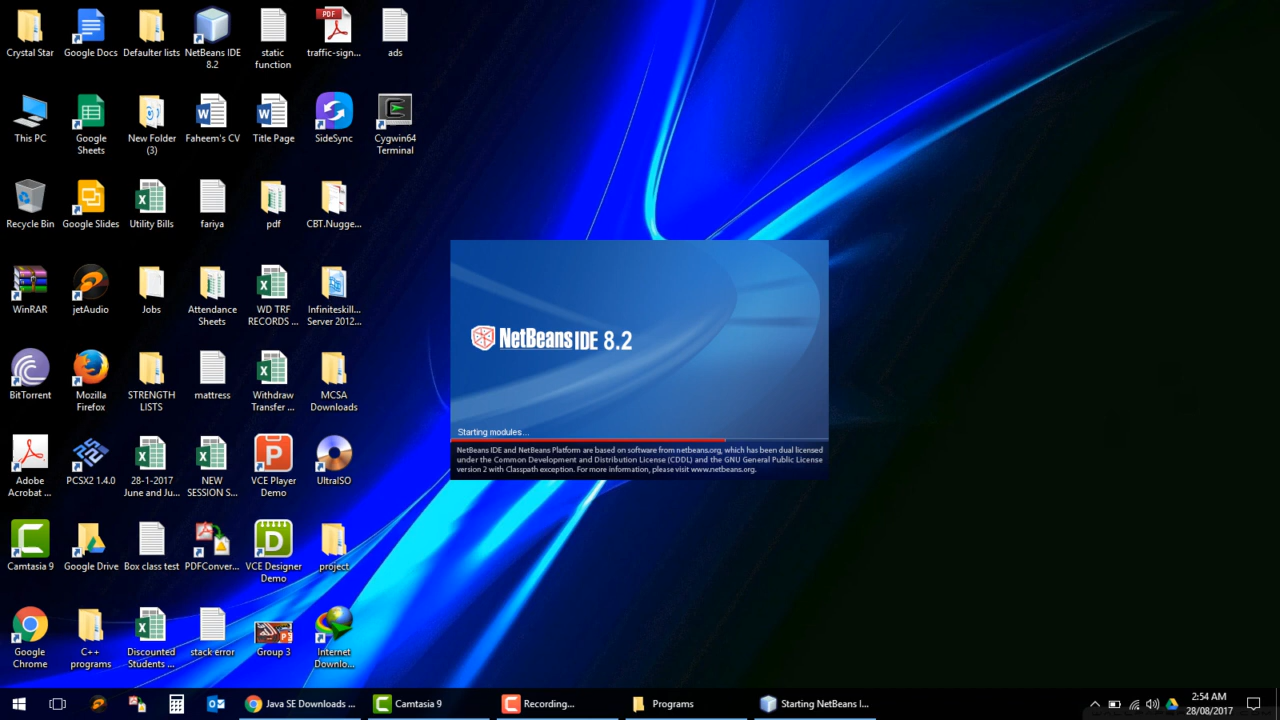 Crystal Star
Google Docs
Defaulter lists
NetBeans IDE
8.2
static
function
PDF
traffic-sign...
ads
This PC
Google
Sheets
New Folder
(3)
Faheem's CV
Title Page
SideSync
Cygwin64
Terminal
Recycle Bin
Google Slides
Utility Bills
fariya
pdf
CBT.Nugge...
WinRAR
jetAudio
Jobs
Attendance
Sheets
WD TRF
RECORDS ...
Infiniteskill...
Server 2012...
BitTorrent
Mozilla
Firefox
STRENGTH
LISTS
mattress
Withdraw
Transfer ...
MCSA
Downloads
Adobe
Acrobat ...
PCSX2 1.4.0
28-1-2017
June and Ju...
NEW
SESSION S...
VCE Player
Demo
UltraISO
Camtasia 9
Google Drive
Box class test
PDFConver...
VCE Designer
Demo
project
Google
Chrome
C++
programs
Discounted
Students ...
stack error
Group 3
Internet
Downlo...
NetBeans IDE 8.2
Starting modules...
NetBeans IDE and NetBeans Platform are based on software from netbeans.org, which has been dual licensed
under the Common Development and Distribution License (CDDL) and the GNU General Public License
version 2 with Classpath exception. For more information, please visit www.netbeans.org.
Java SE Downloads ...
Camtasia 9
Recording...
Programs
Starting NetBeans I...
2:54 AM
28/08/2017